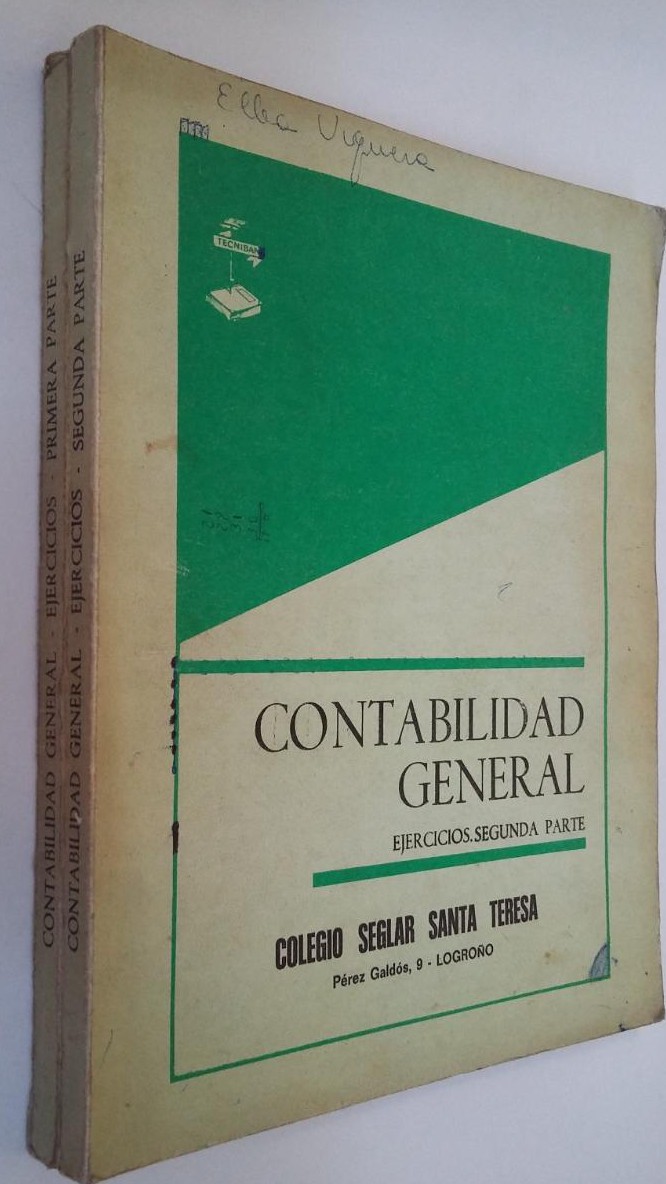 Elba Viguera
TECNIBAN
CONTABILIDAD
GENERAL
EJERCICIOS.SEGUNDA PARTE
COLEGIO SEGLAR SANTA TERESA
Pérez Galdós, 9 - LOGROÑO
CONTABILIDAD GENERAL - EJERCICIOS - PRIMERA PARTE
CONTABILIDAD GENERAL - EJERCICIOS - SEGUNDA PARTE